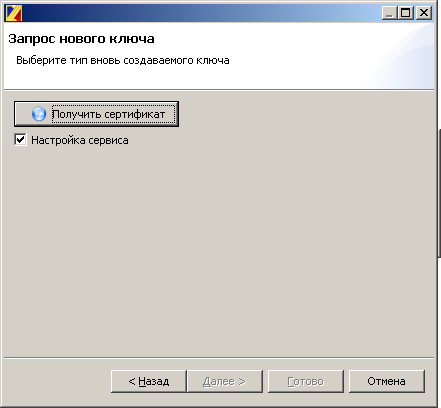 Запрос нового ключа
Выберите тип вновь создаваемого ключа
Получить сертификат
Настройка сервиса
< Назад
Далее >
Готово
Отмена